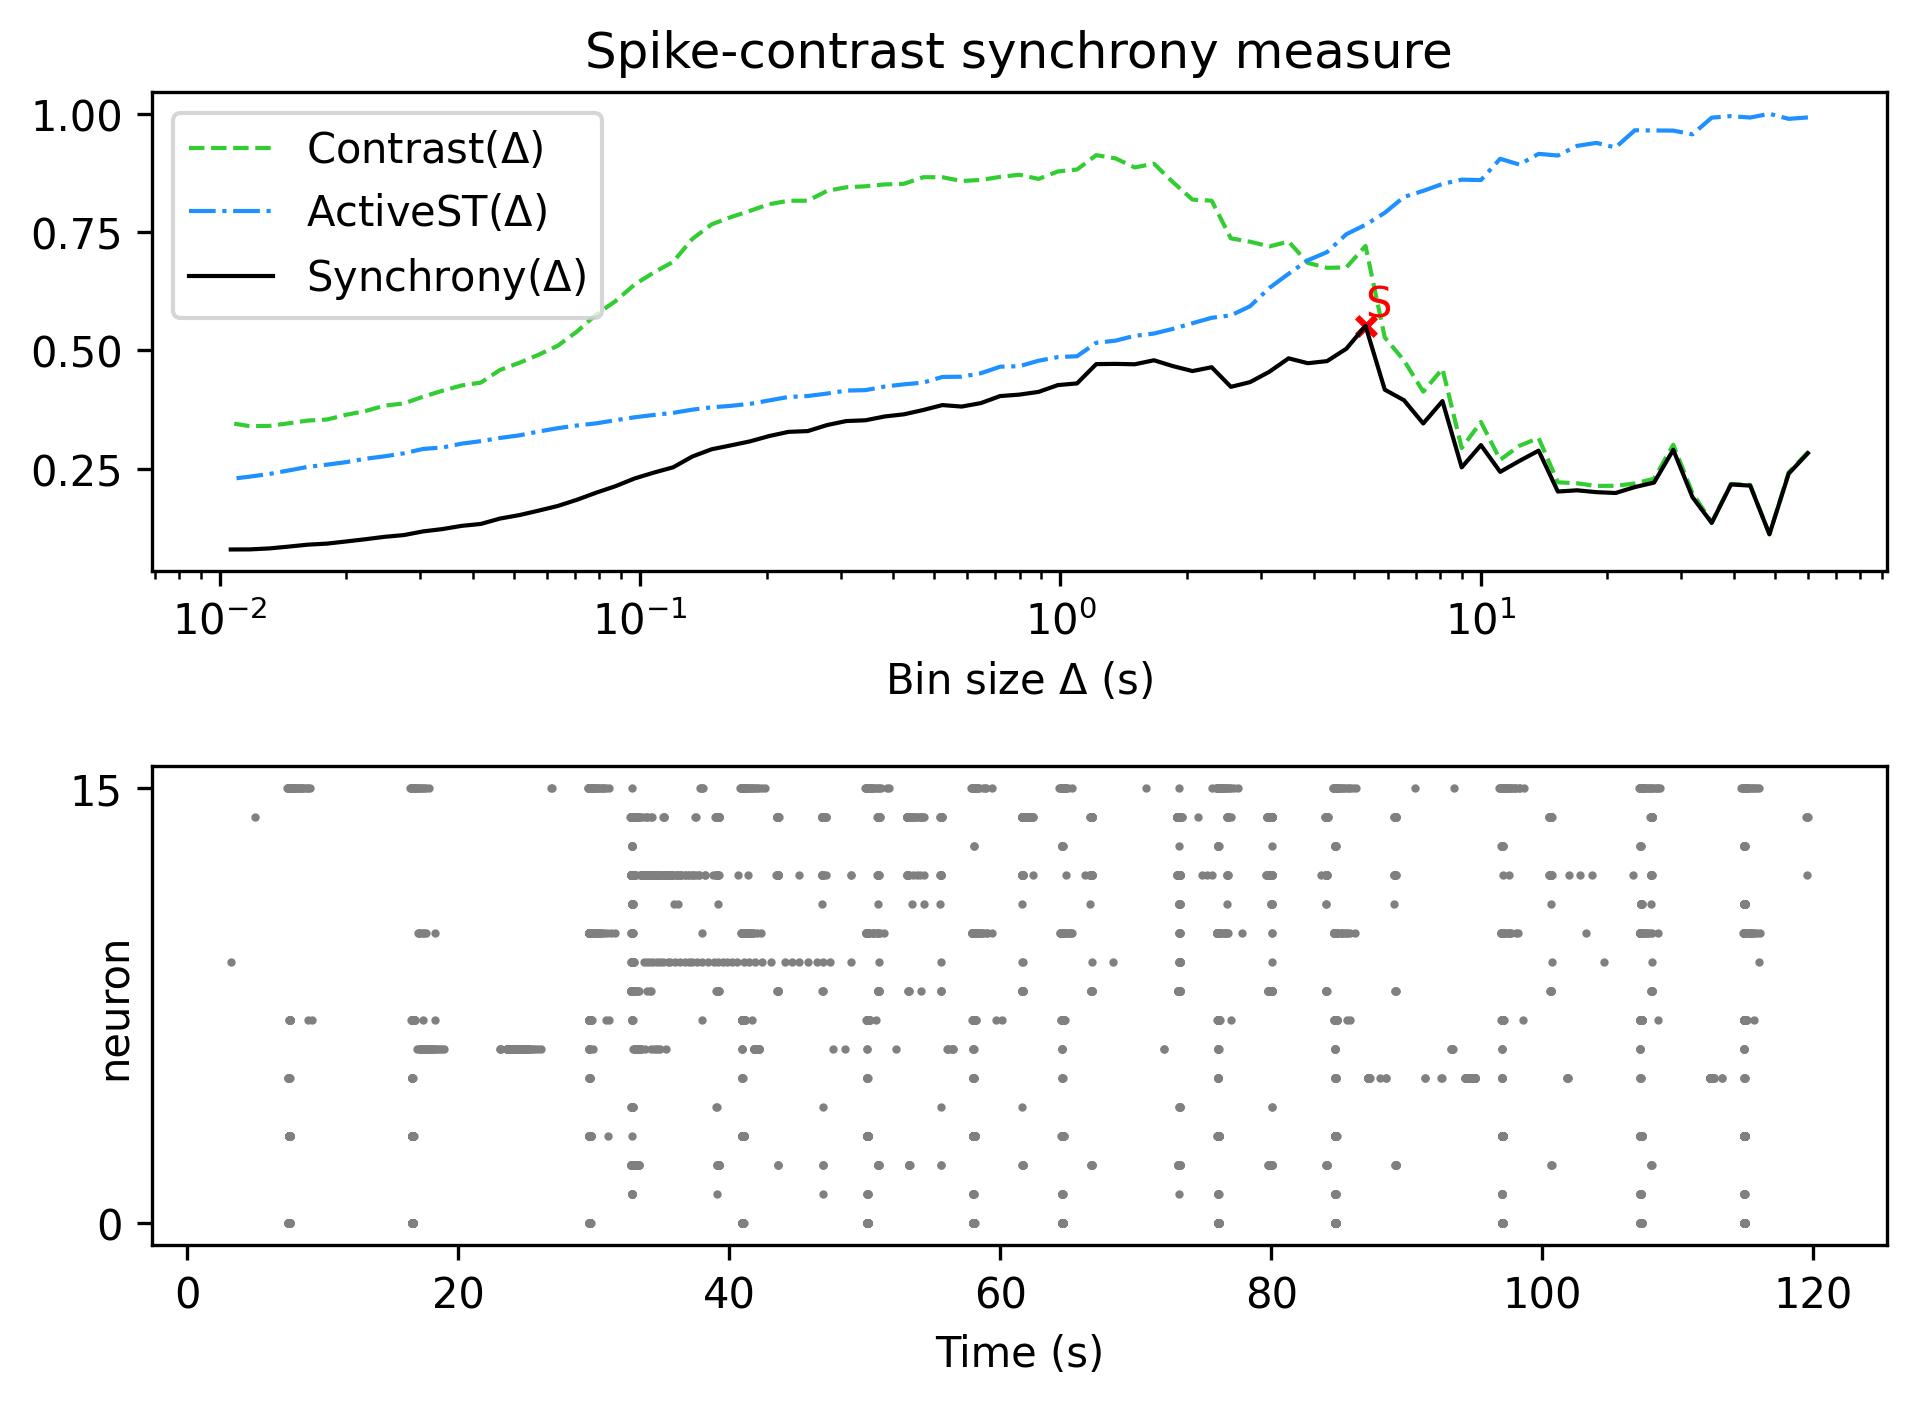 Spike-contrast synchrony measure
1.00
0.75
0.50
0.25
Contrast(Δ)
ActiveST(Δ)
Synchrony(Δ)
S
10⁻² 10⁻¹ 10⁰ 10¹
Bin size Δ (s)
15
0
neuron
0 20 40 60 80 100 120
Time (s)